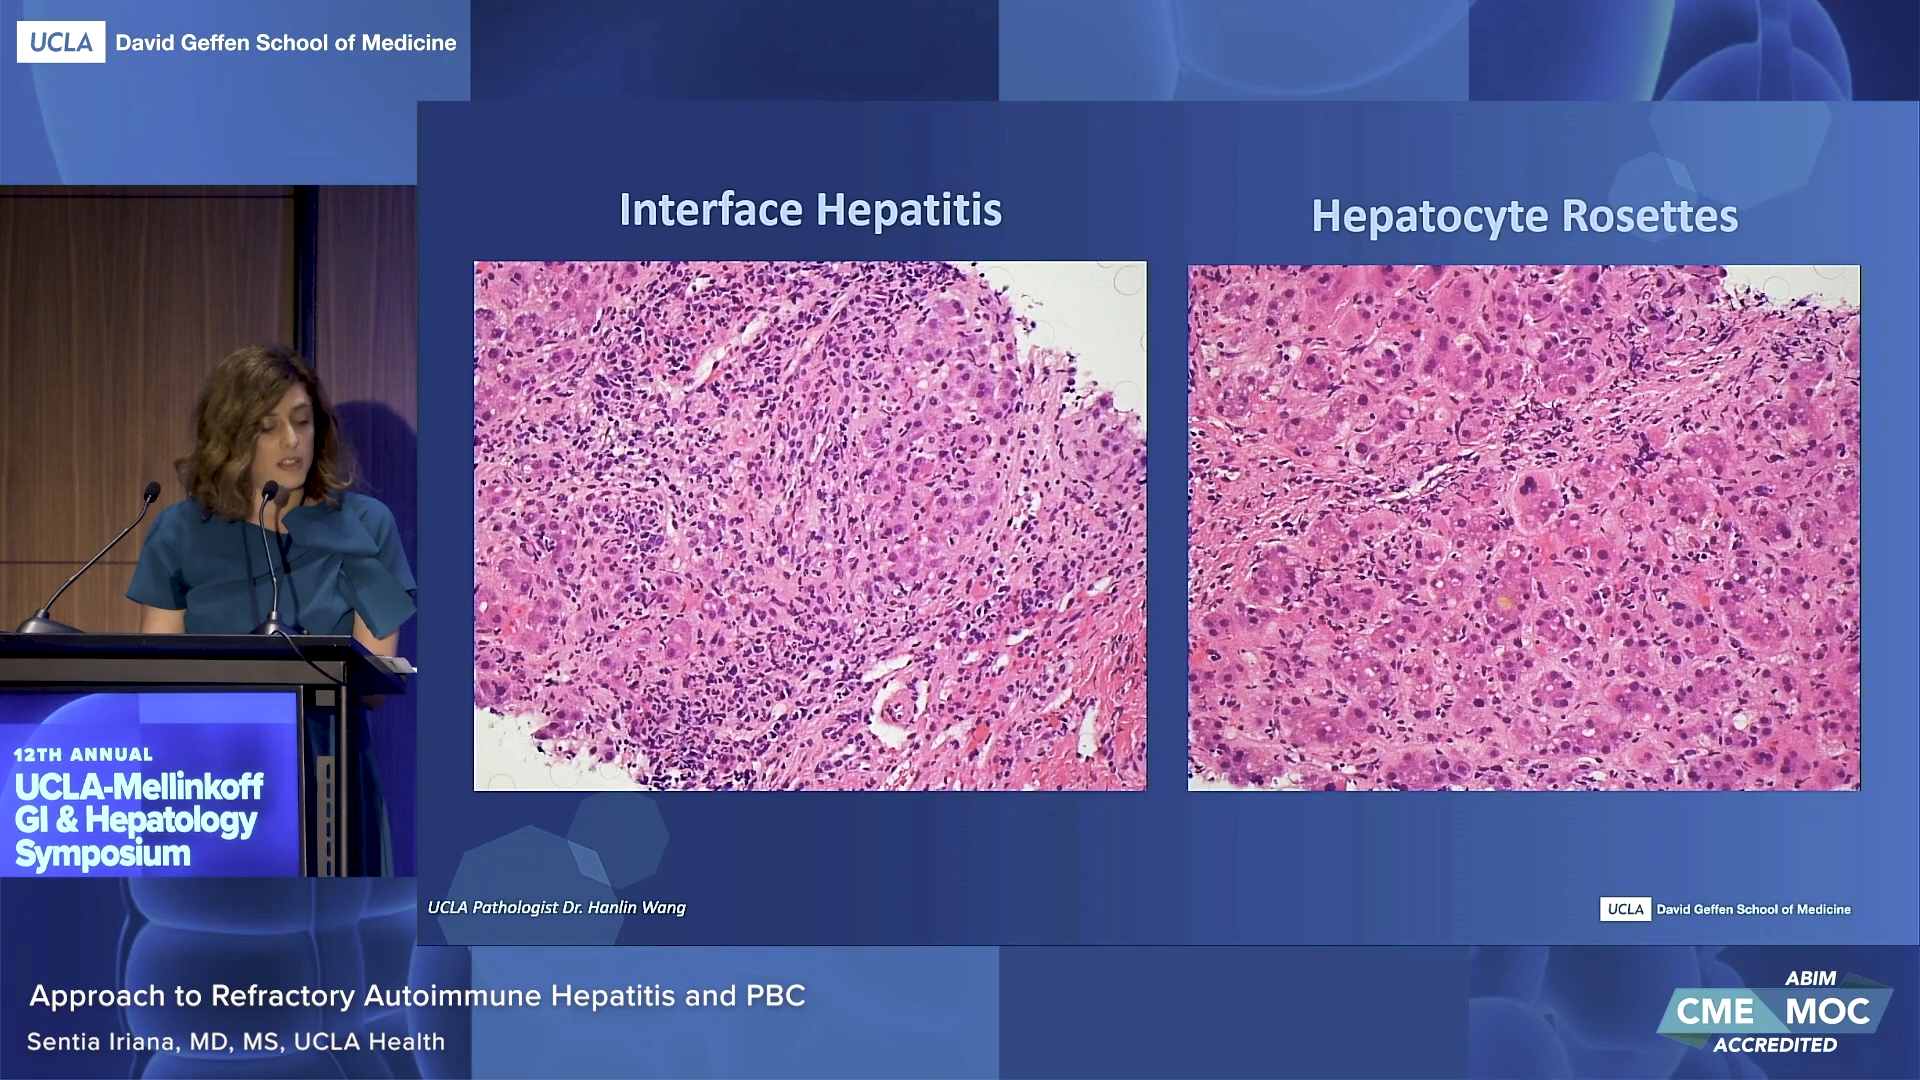 UCLA David Geffen School of Medicine
Interface Hepatitis
Hepatocyte Rosettes
12TH ANNUAL
UCLA-Mellinkoff
GI & Hepatology
Symposium
UCLA Pathologist Dr. Hanlin Wang
UCLA David Geffen School of Medicine
Approach to Refractory Autoimmune Hepatitis and PBC
Sentia Iriana, MD, MS, UCLA Health
ABIM
CME MOC
ACCREDITED